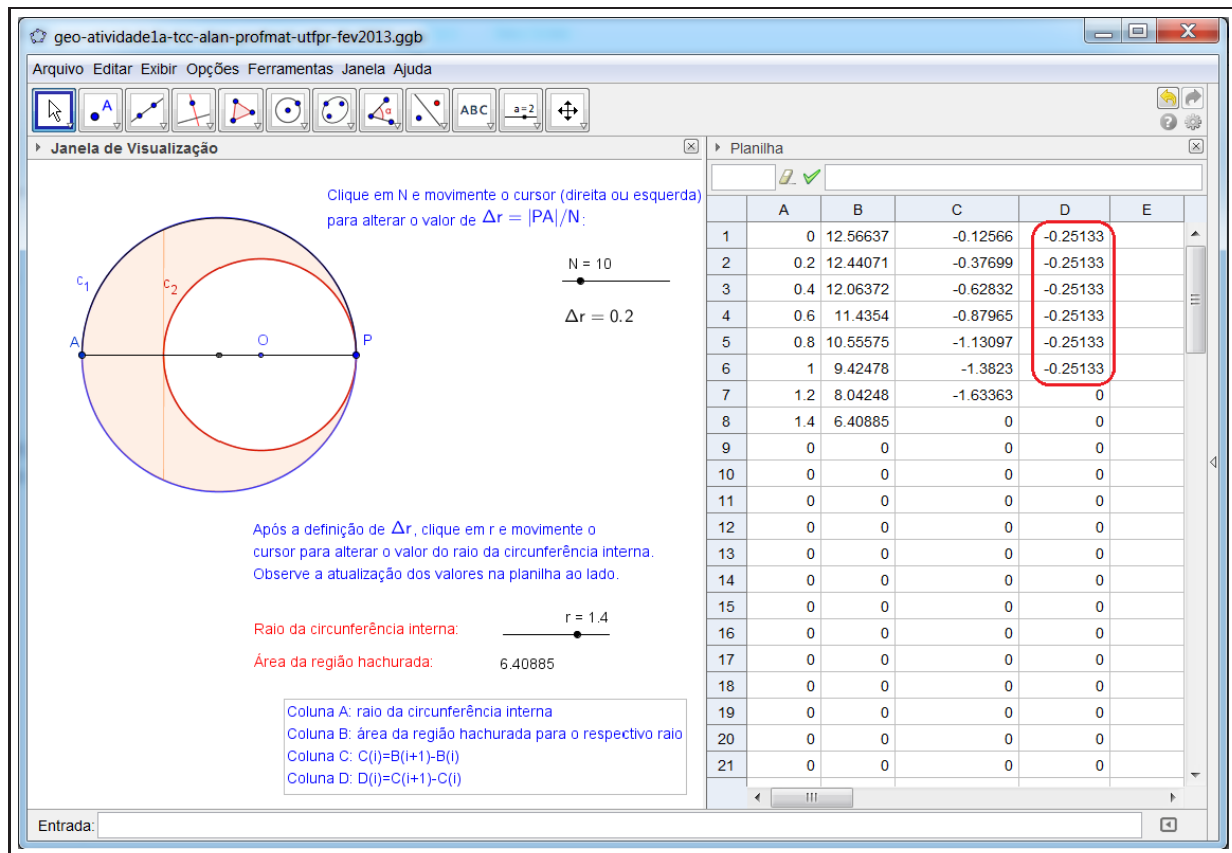 geo-atividade1a-tcc-alan-profmat-utfpr-fev2013.ggb
Arquivo Editar Exibir Opções Ferramentas Janela Ajuda
A α ABC a=2
Janela de Visualização
Clique em N e movimente o cursor (direita ou esquerda)
para alterar o valor de Δr = |PA|/N:
N = 10
Δr = 0.2
c1
c2
A
O
P
Após a definição de Δr, clique em r e movimente o
cursor para alterar o valor do raio da circunferência interna.
Observe a atualização dos valores na planilha ao lado.
r = 1.4
Raio da circunferência interna:
Área da região hachurada: 6.40885
Coluna A: raio da circunferência interna
Coluna B: área da região hachurada para o respectivo raio
Coluna C: C(i)=B(i+1)-B(i)
Coluna D: D(i)=C(i+1)-C(i)
Planilha
A B C D E
1 0 12.56637 -0.12566 -0.25133
2 0.2 12.44071 -0.37699 -0.25133
3 0.4 12.06372 -0.62832 -0.25133
4 0.6 11.4354 -0.87965 -0.25133
5 0.8 10.55575 -1.13097 -0.25133
6 1 9.42478 -1.3823 -0.25133
7 1.2 8.04248 -1.63363 0
8 1.4 6.40885 0 0
9 0 0 0 0
10 0 0 0 0
11 0 0 0 0
12 0 0 0 0
13 0 0 0 0
14 0 0 0 0
15 0 0 0 0
16 0 0 0 0
17 0 0 0 0
18 0 0 0 0
19 0 0 0 0
20 0 0 0 0
21 0 0 0 0
Entrada: